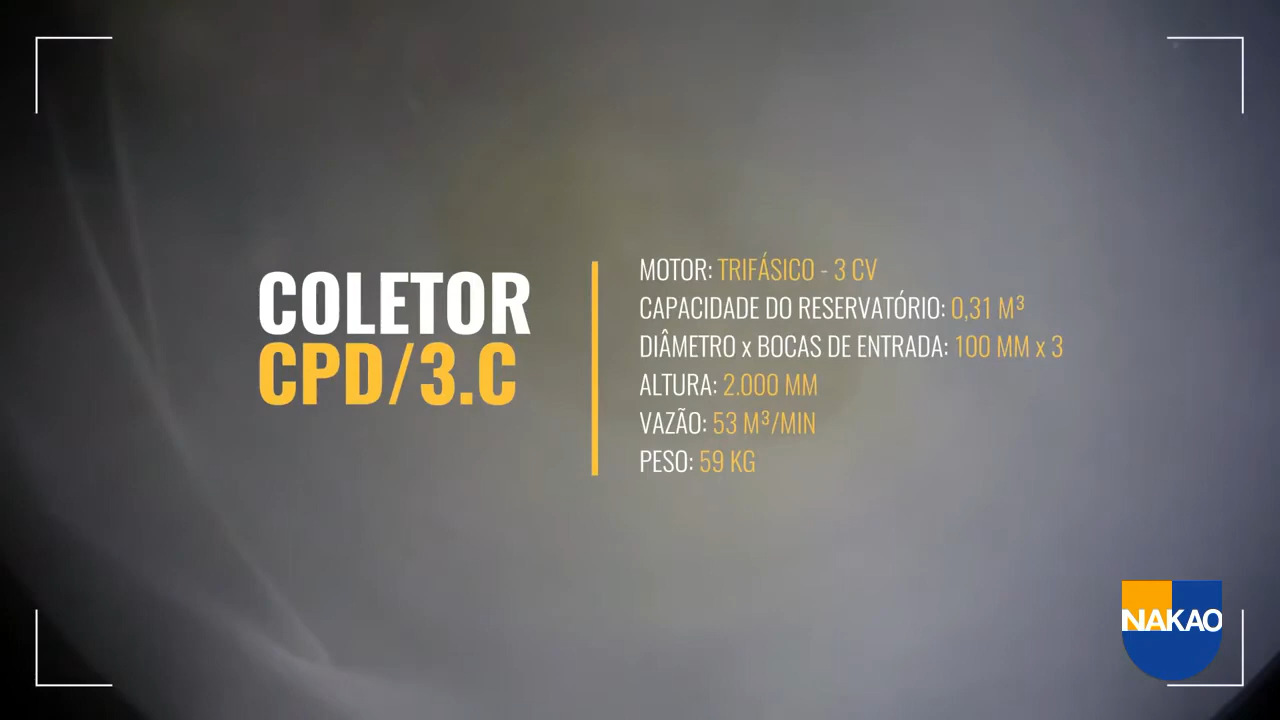 COLETOR
CPD/3.C
MOTOR: TRIFÁSICO - 3 CV
CAPACIDADE DO RESERVATÓRIO: 0,31 M³
DIÂMETRO x BOCAS DE ENTRADA: 100 MM x 3
ALTURA: 2.000 MM
VAZÃO: 53 M³/MIN
PESO: 59 KG
NAKAO